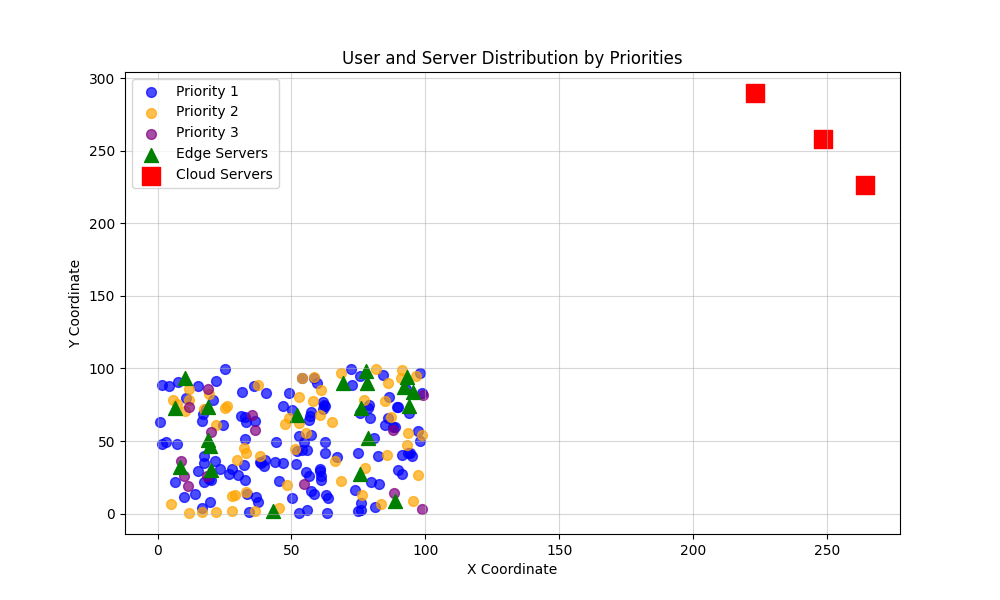 User and Server Distribution by Priorities
300
250
200
150
100
50
0
Y Coordinate
Priority 1
Priority 2
Priority 3
Edge Servers
Cloud Servers
0 50 100 150 200 250
X Coordinate